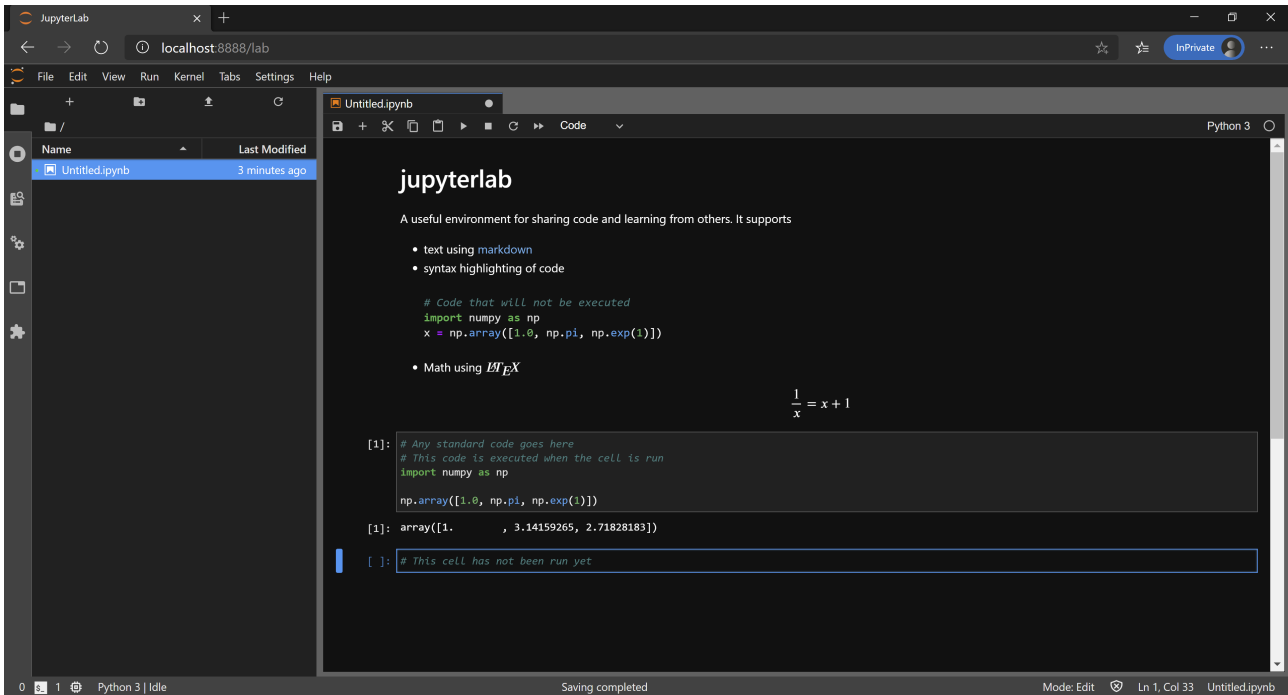 JupyterLab
localhost:8888/lab
InPrivate
File Edit View Run Kernel Tabs Settings Help
/
Name Last Modified
Untitled.ipynb 3 minutes ago
Untitled.ipynb
Code Python 3
jupyterlab
A useful environment for sharing code and learning from others. It supports
• text using markdown
• syntax highlighting of code
# Code that will not be executed
import numpy as np
x = np.array([1.0, np.pi, np.exp(1)])
• Math using LATEX
1/x = x + 1
[1]: # Any standard code goes here
# This code is executed when the cell is run
import numpy as np
np.array([1.0, np.pi, np.exp(1)])
[1]: array([1.        , 3.14159265, 2.71828183])
[ ]: # This cell has not been run yet
0 $_ 1 Python 3 | Idle Saving completed Mode: Edit Ln 1, Col 33 Untitled.ipynb